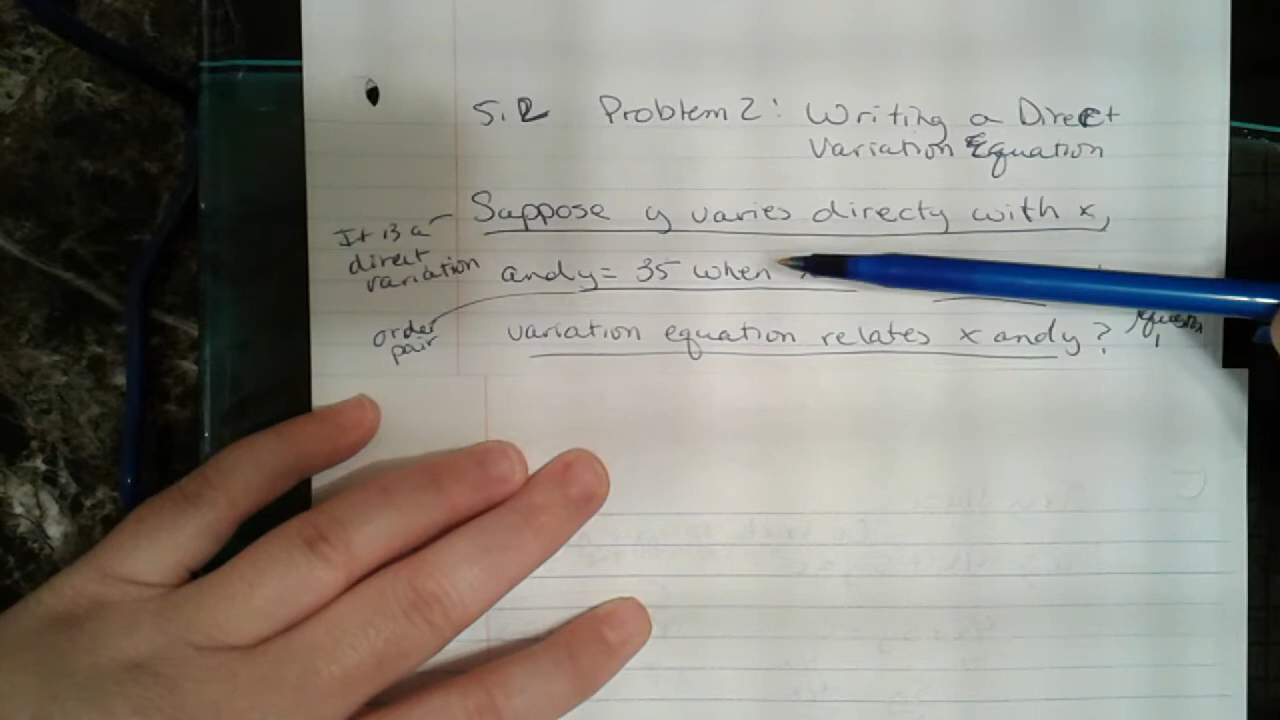 5.2 Problem 2: Writing a Direct
Variation Equation
Suppose y varies directy with x,
It is a
direct
variation
and y = 35 when
order
pair
variation equation relates x and y?